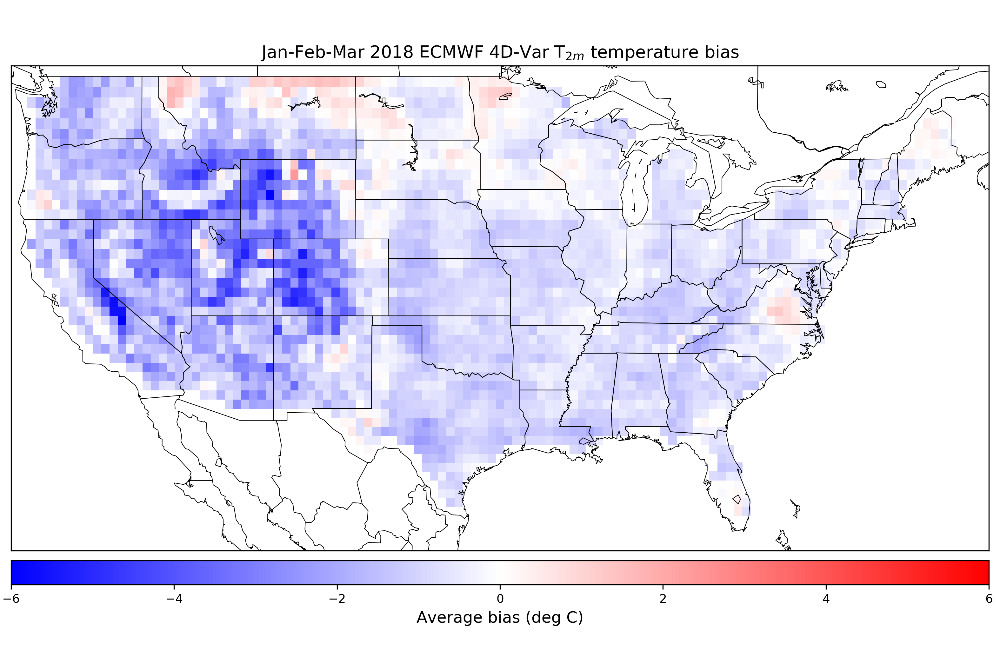 Jan-Feb-Mar 2018 ECMWF 4D-Var T2m temperature bias
−6 −4 −2 0 2 4 6
Average bias (deg C)